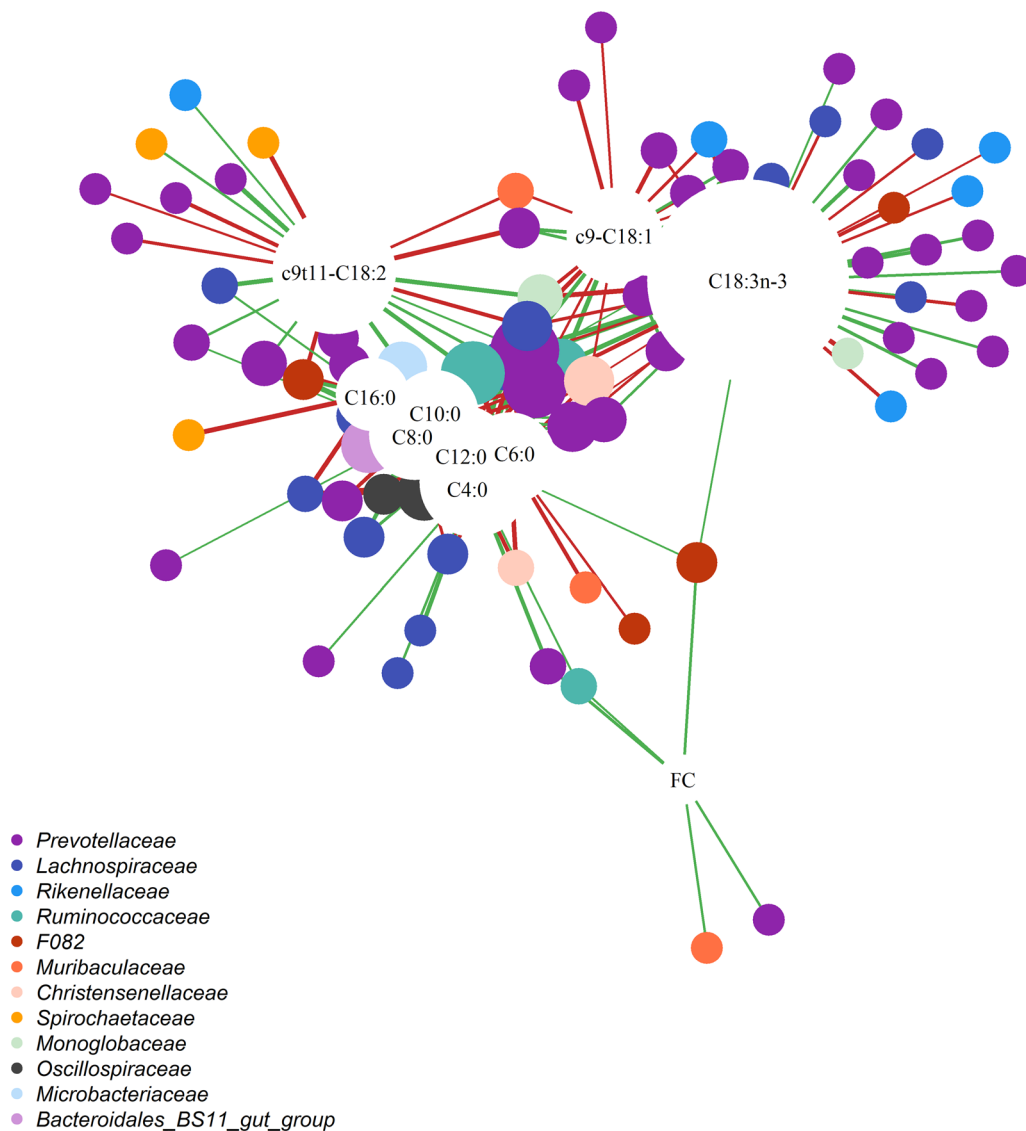 c9-C18:1
c9t11-C18:2
C18:3n-3
C16:0
C10:0
C8:0
C12:0
C6:0
C4:0
FC
Prevotellaceae
Lachnospiraceae
Rikenellaceae
Ruminococcaceae
F082
Muribaculaceae
Christensenellaceae
Spirochaetaceae
Monoglobaceae
Oscillospiraceae
Microbacteriaceae
Bacteroidales_BS11_gut_group